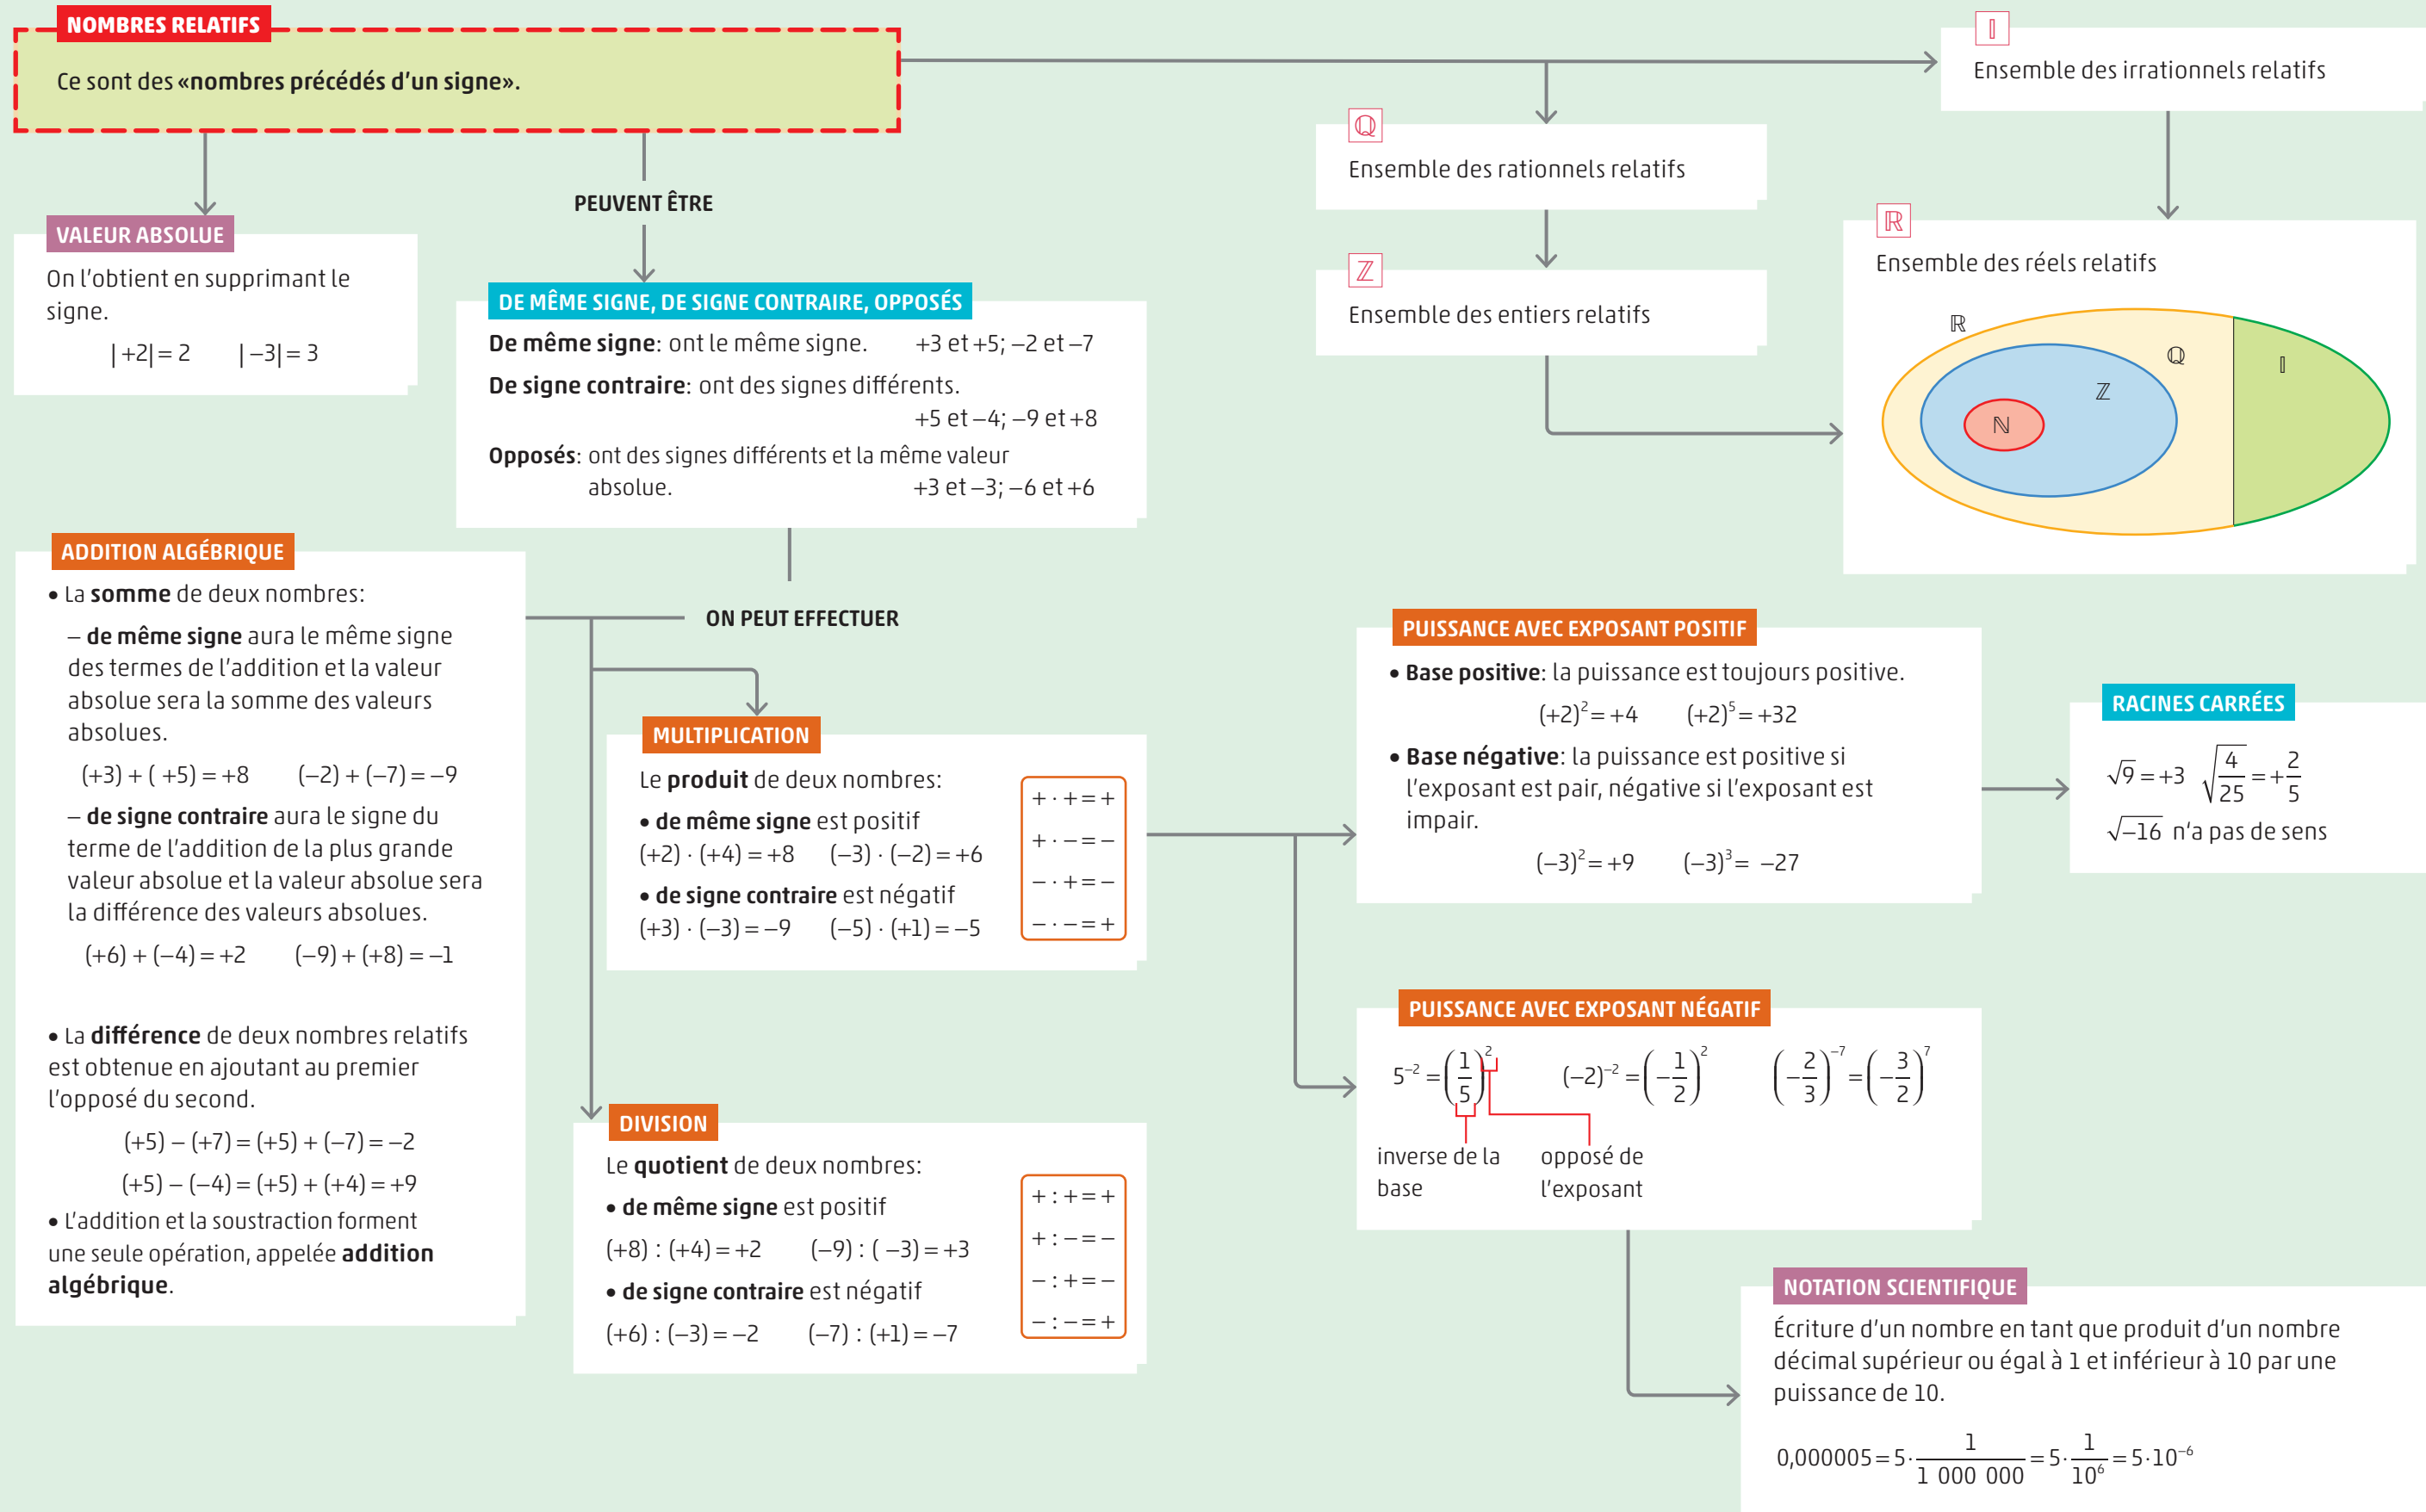 NOMBRES RELATIFS
Ce sont des «nombres précédés d'un signe».
VALEUR ABSOLUE
On l'obtient en supprimant le
signe.
|+2| = 2 |–3| = 3
PEUVENT ÊTRE
DE MÊME SIGNE, DE SIGNE CONTRAIRE, OPPOSÉS
De même signe: ont le même signe. +3 et +5; –2 et –7
De signe contraire: ont des signes différents.
+5 et –4; –9 et +8
Opposés: ont des signes différents et la même valeur
absolue. +3 et –3; –6 et +6
𝕀
Ensemble des irrationnels relatifs
ℚ
Ensemble des rationnels relatifs
ℤ
Ensemble des entiers relatifs
ℝ
Ensemble des réels relatifs
ℝ
ℚ
𝕀
ℤ
ℕ
ADDITION ALGÉBRIQUE
• La somme de deux nombres:
– de même signe aura le même signe
des termes de l'addition et la valeur
absolue sera la somme des valeurs
absolues.
(+3) + ( +5) = +8 (–2) + (–7) = –9
– de signe contraire aura le signe du
terme de l'addition de la plus grande
valeur absolue et la valeur absolue sera
la différence des valeurs absolues.
(+6) + (–4) = +2 (–9) + (+8) = –1
• La différence de deux nombres relatifs
est obtenue en ajoutant au premier
l'opposé du second.
(+5) – (+7) = (+5) + (–7) = –2
(+5) – (–4) = (+5) + (+4) = +9
• L'addition et la soustraction forment
une seule opération, appelée addition
algébrique.
ON PEUT EFFECTUER
MULTIPLICATION
Le produit de deux nombres:
• de même signe est positif
(+2) · (+4) = +8 (–3) · (–2) = +6
• de signe contraire est négatif
(+3) · (–3) = –9 (–5) · (+1) = –5
+ · + = +
+ · – = –
– · + = –
– · – = +
DIVISION
Le quotient de deux nombres:
• de même signe est positif
(+8) : (+4) = +2 (–9) : ( –3) = +3
• de signe contraire est négatif
(+6) : (–3) = –2 (–7) : (+1) = –7
+ : + = +
+ : – = –
– : + = –
– : – = +
PUISSANCE AVEC EXPOSANT POSITIF
• Base positive: la puissance est toujours positive.
(+2)² = +4 (+2)⁵ = +32
• Base négative: la puissance est positive si
l'exposant est pair, négative si l'exposant est
impair.
(–3)² = +9 (–3)³ = –27
RACINES CARRÉES
√9 = +3 √(4/25) = +2/5
√–16 n'a pas de sens
PUISSANCE AVEC EXPOSANT NÉGATIF
5⁻² = (1/5)² (–2)⁻² = (–1/2)² (–2/3)⁻⁷ = (–3/2)⁷
inverse de la
base
opposé de
l'exposant
NOTATION SCIENTIFIQUE
Écriture d'un nombre en tant que produit d'un nombre
décimal supérieur ou égal à 1 et inférieur à 10 par une
puissance de 10.
0,000005 = 5 · 1/1 000 000 = 5 · 1/10⁶ = 5 · 10⁻⁶